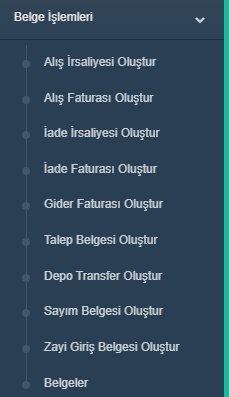 Belge İşlemleri
Alış İrsaliyesi Oluştur
Alış Faturası Oluştur
İade İrsaliyesi Oluştur
İade Faturası Oluştur
Gider Faturası Oluştur
Talep Belgesi Oluştur
Depo Transfer Oluştur
Sayım Belgesi Oluştur
Zayi Giriş Belgesi Oluştur
Belgeler